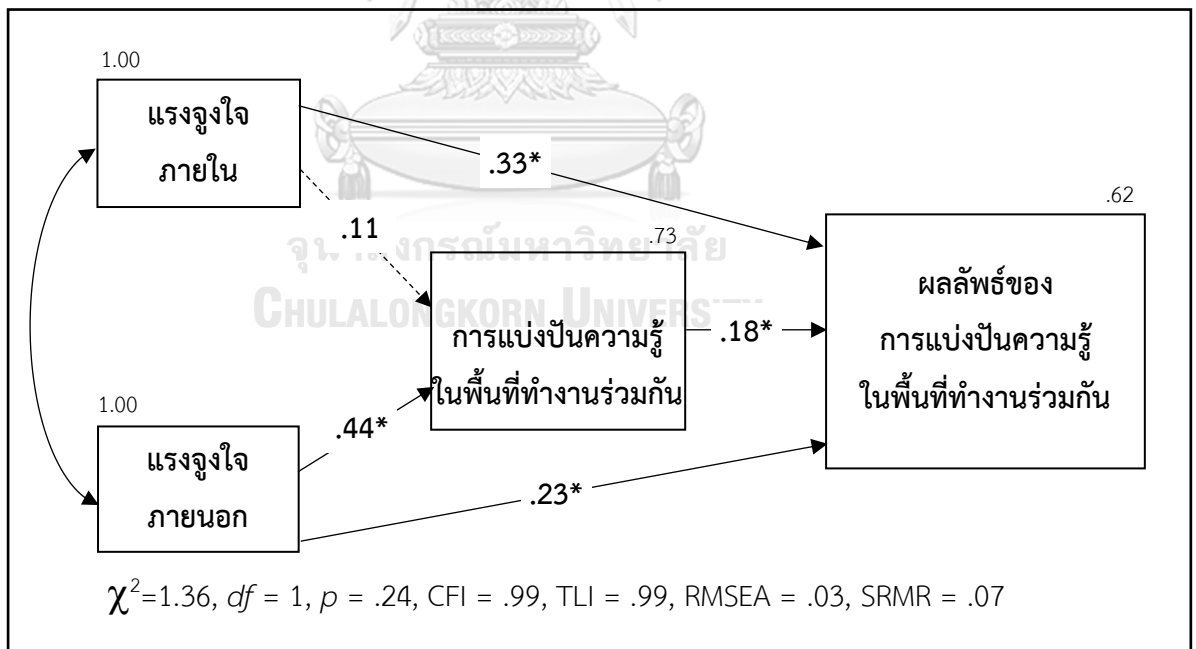 1.00
แรงจูงใจ
ภายใน
.33*
.62
.11
.73
ผลลัพธ์ของ
การแบ่งปันความรู้
ในพื้นที่ทำงานร่วมกัน
CHULALONGKORN
การแบ่งปันความรู้
ในพื้นที่ทำงานร่วมกัน
.18*
1.00
.44*
แรงจูงใจ
ภายนอก
.23*
χ²=1.36, df = 1, p = .24, CFI = .99, TLI = .99, RMSEA = .03, SRMR = .07